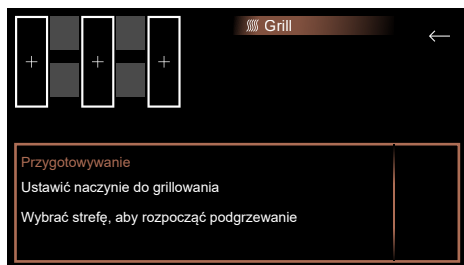 Grill
Przygotowywanie
Ustawić naczynie do grillowania
Wybrać strefę, aby rozpocząć podgrzewanie